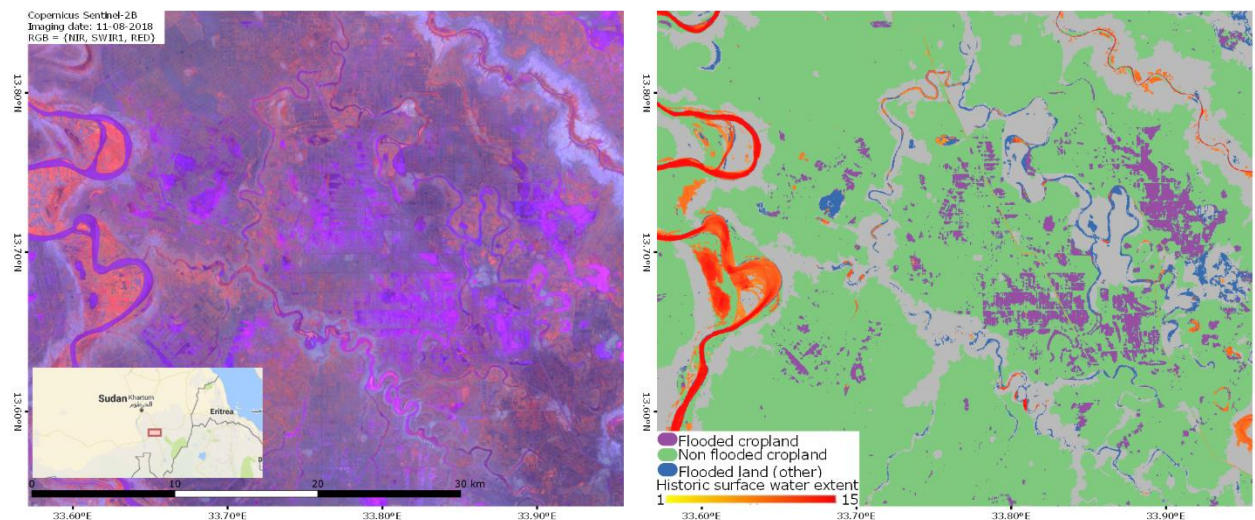 Copernicus Sentinel-2B
Imaging date: 11-08-2018
RGB = {NIR, SWIR1, RED}
13.80°N
13.70°N
13.60°N
Sudan
Khartum
الخرطوم
Eritrea
0 10 20 30 km
33.60°E 33.70°E 33.80°E 33.90°E
13.80°N
13.70°N
13.60°N
Flooded cropland
Non flooded cropland
Flooded land (other)
Historic surface water extent
1 15
33.60°E 33.70°E 33.80°E 33.90°E